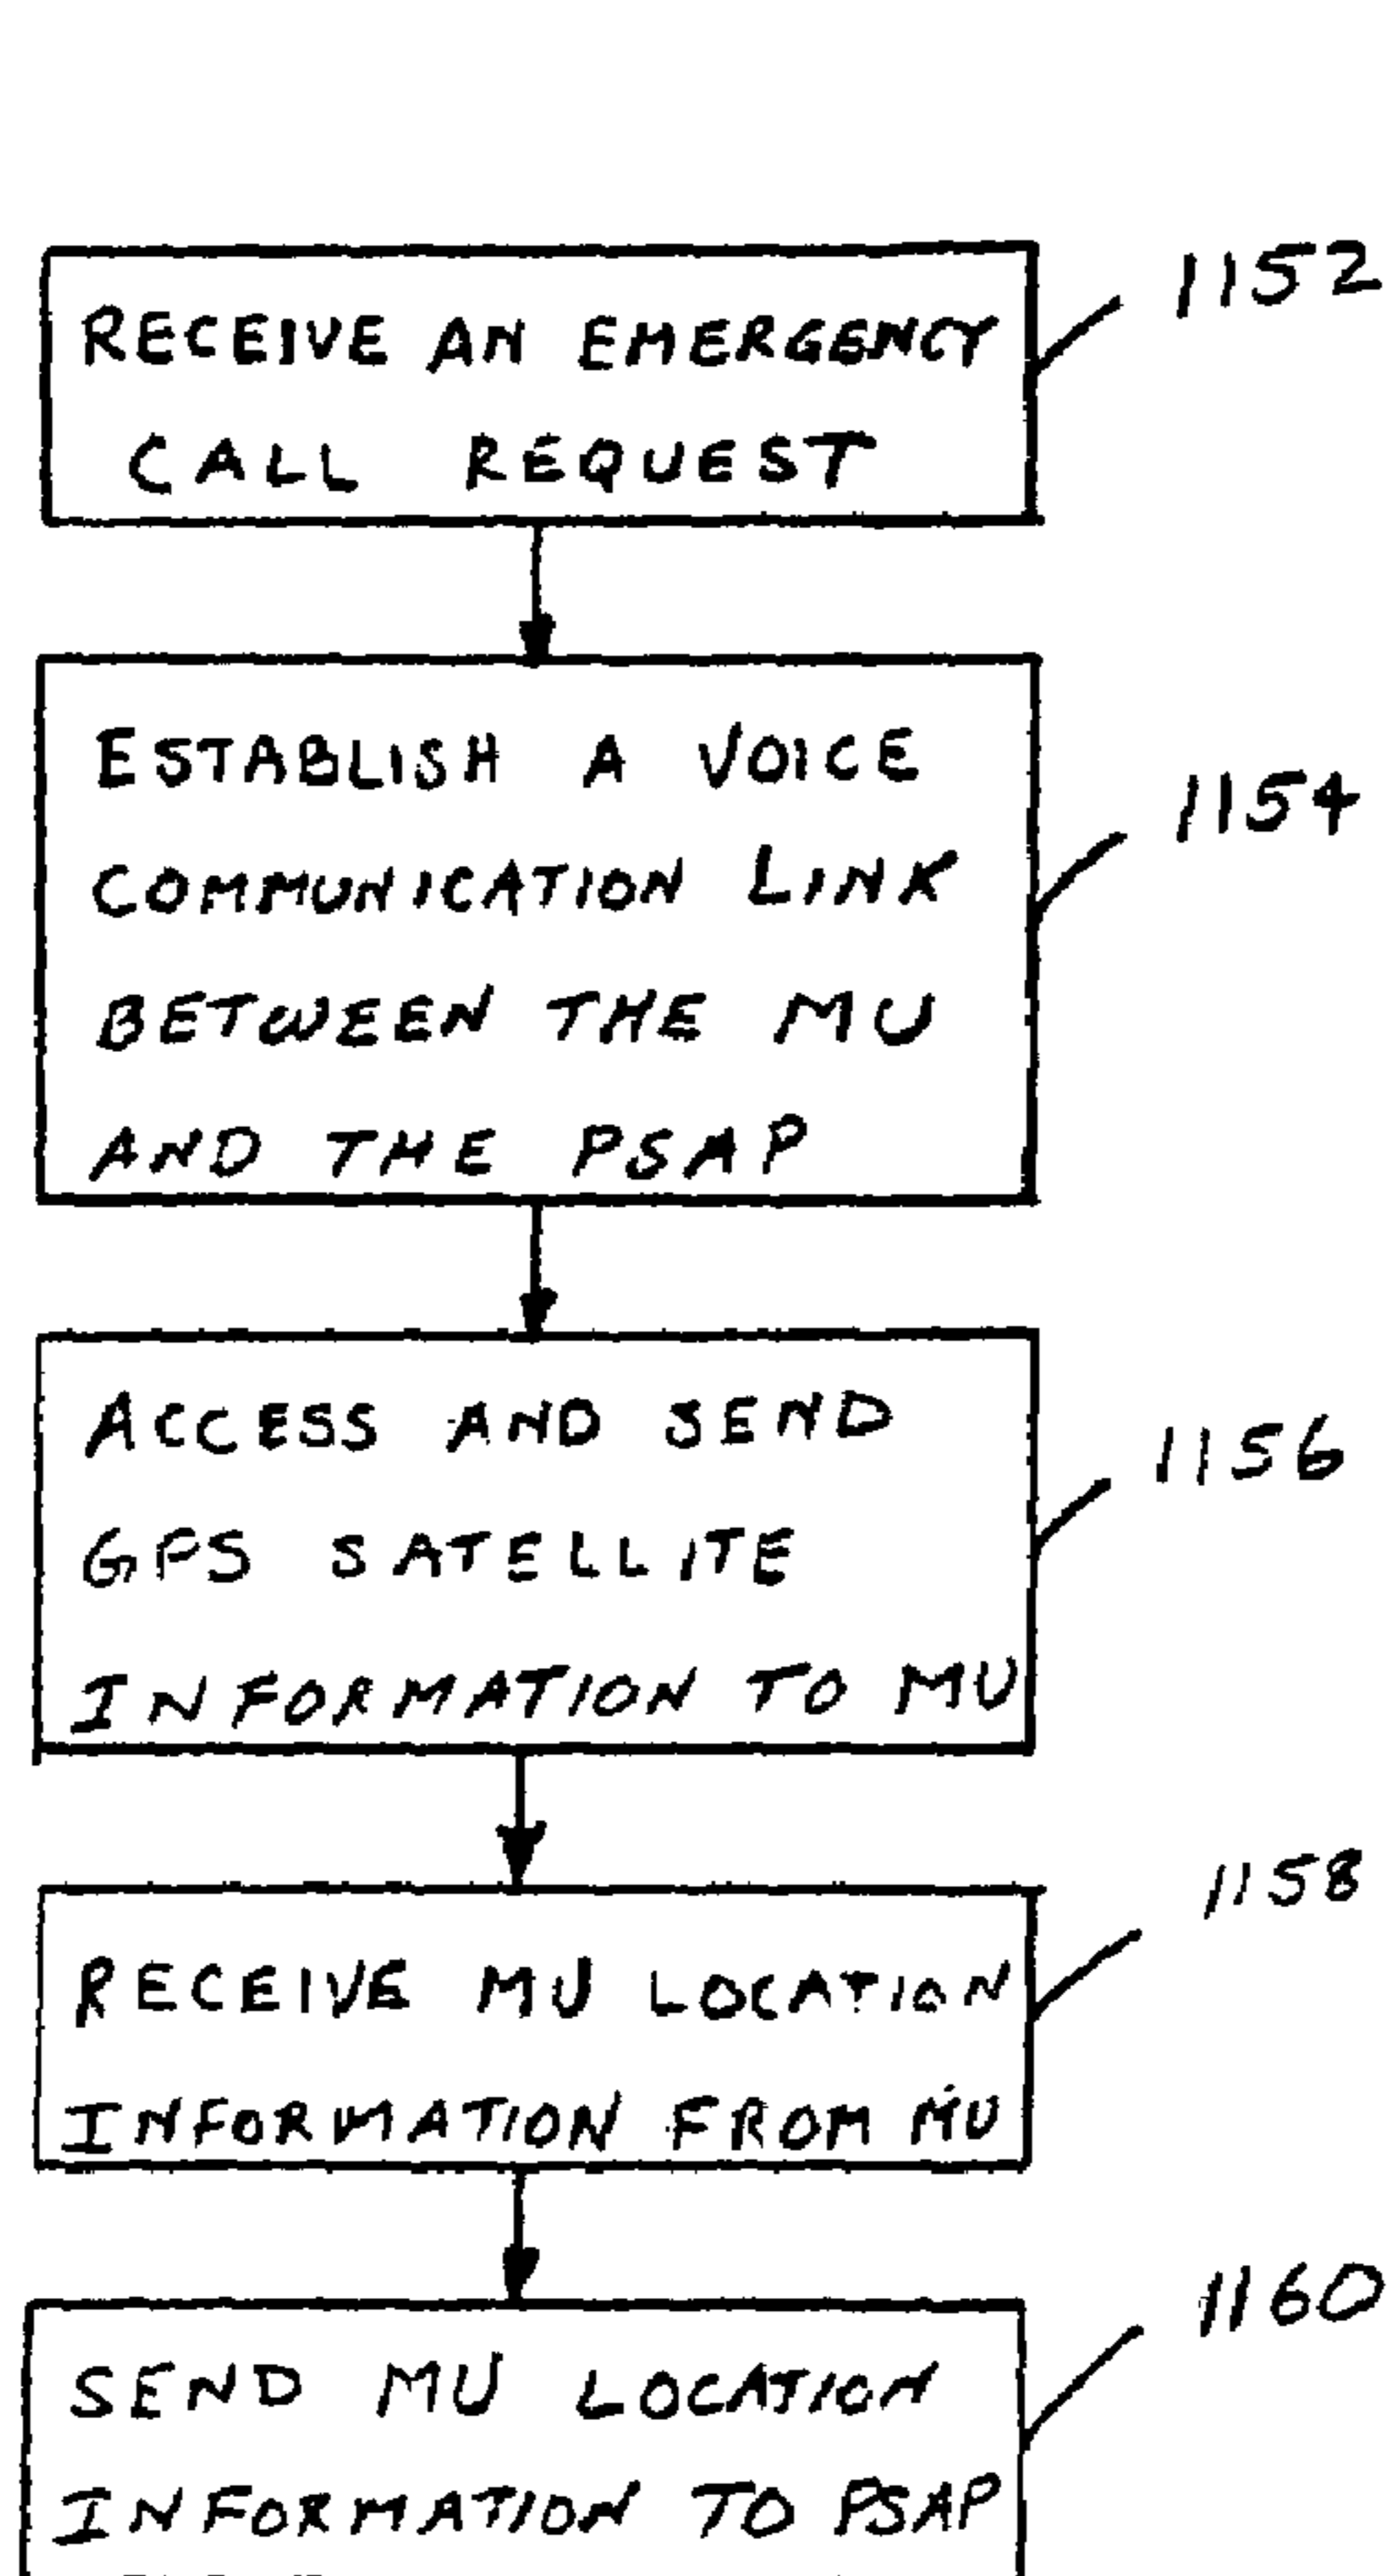 RECEIVE AN EMERGENCY
CALL REQUEST
1152
ESTABLISH A VOICE
COMMUNICATION LINK
BETWEEN THE MU
AND THE PSAP
1154
ACCESS AND SEND
GPS SATELLITE
INFORMATION TO MU
1156
RECEIVE MU LOCATION
INFORMATION FROM MU
1158
SEND MU LOCATION
INFORMATION TO PSAP
1160